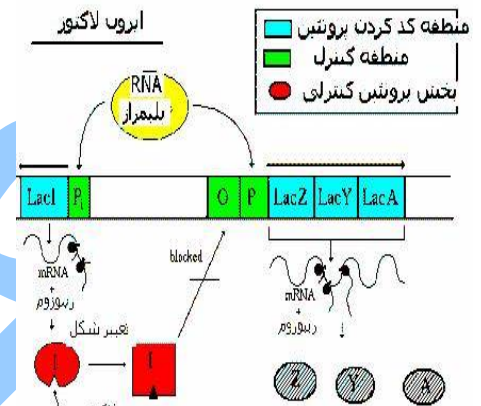 اپرون لاکتوز
منطقه کد کردن پروتئین
منطقه کنترل
بخش پروتئین کنترلی
RNA
پلیمراز
LacI P O P LacZ LacY LacA
mRNA
+
ریبوزوم
blocked
mRNA
+
ریبوزوم
تغییر شکل
I I
Z Y A